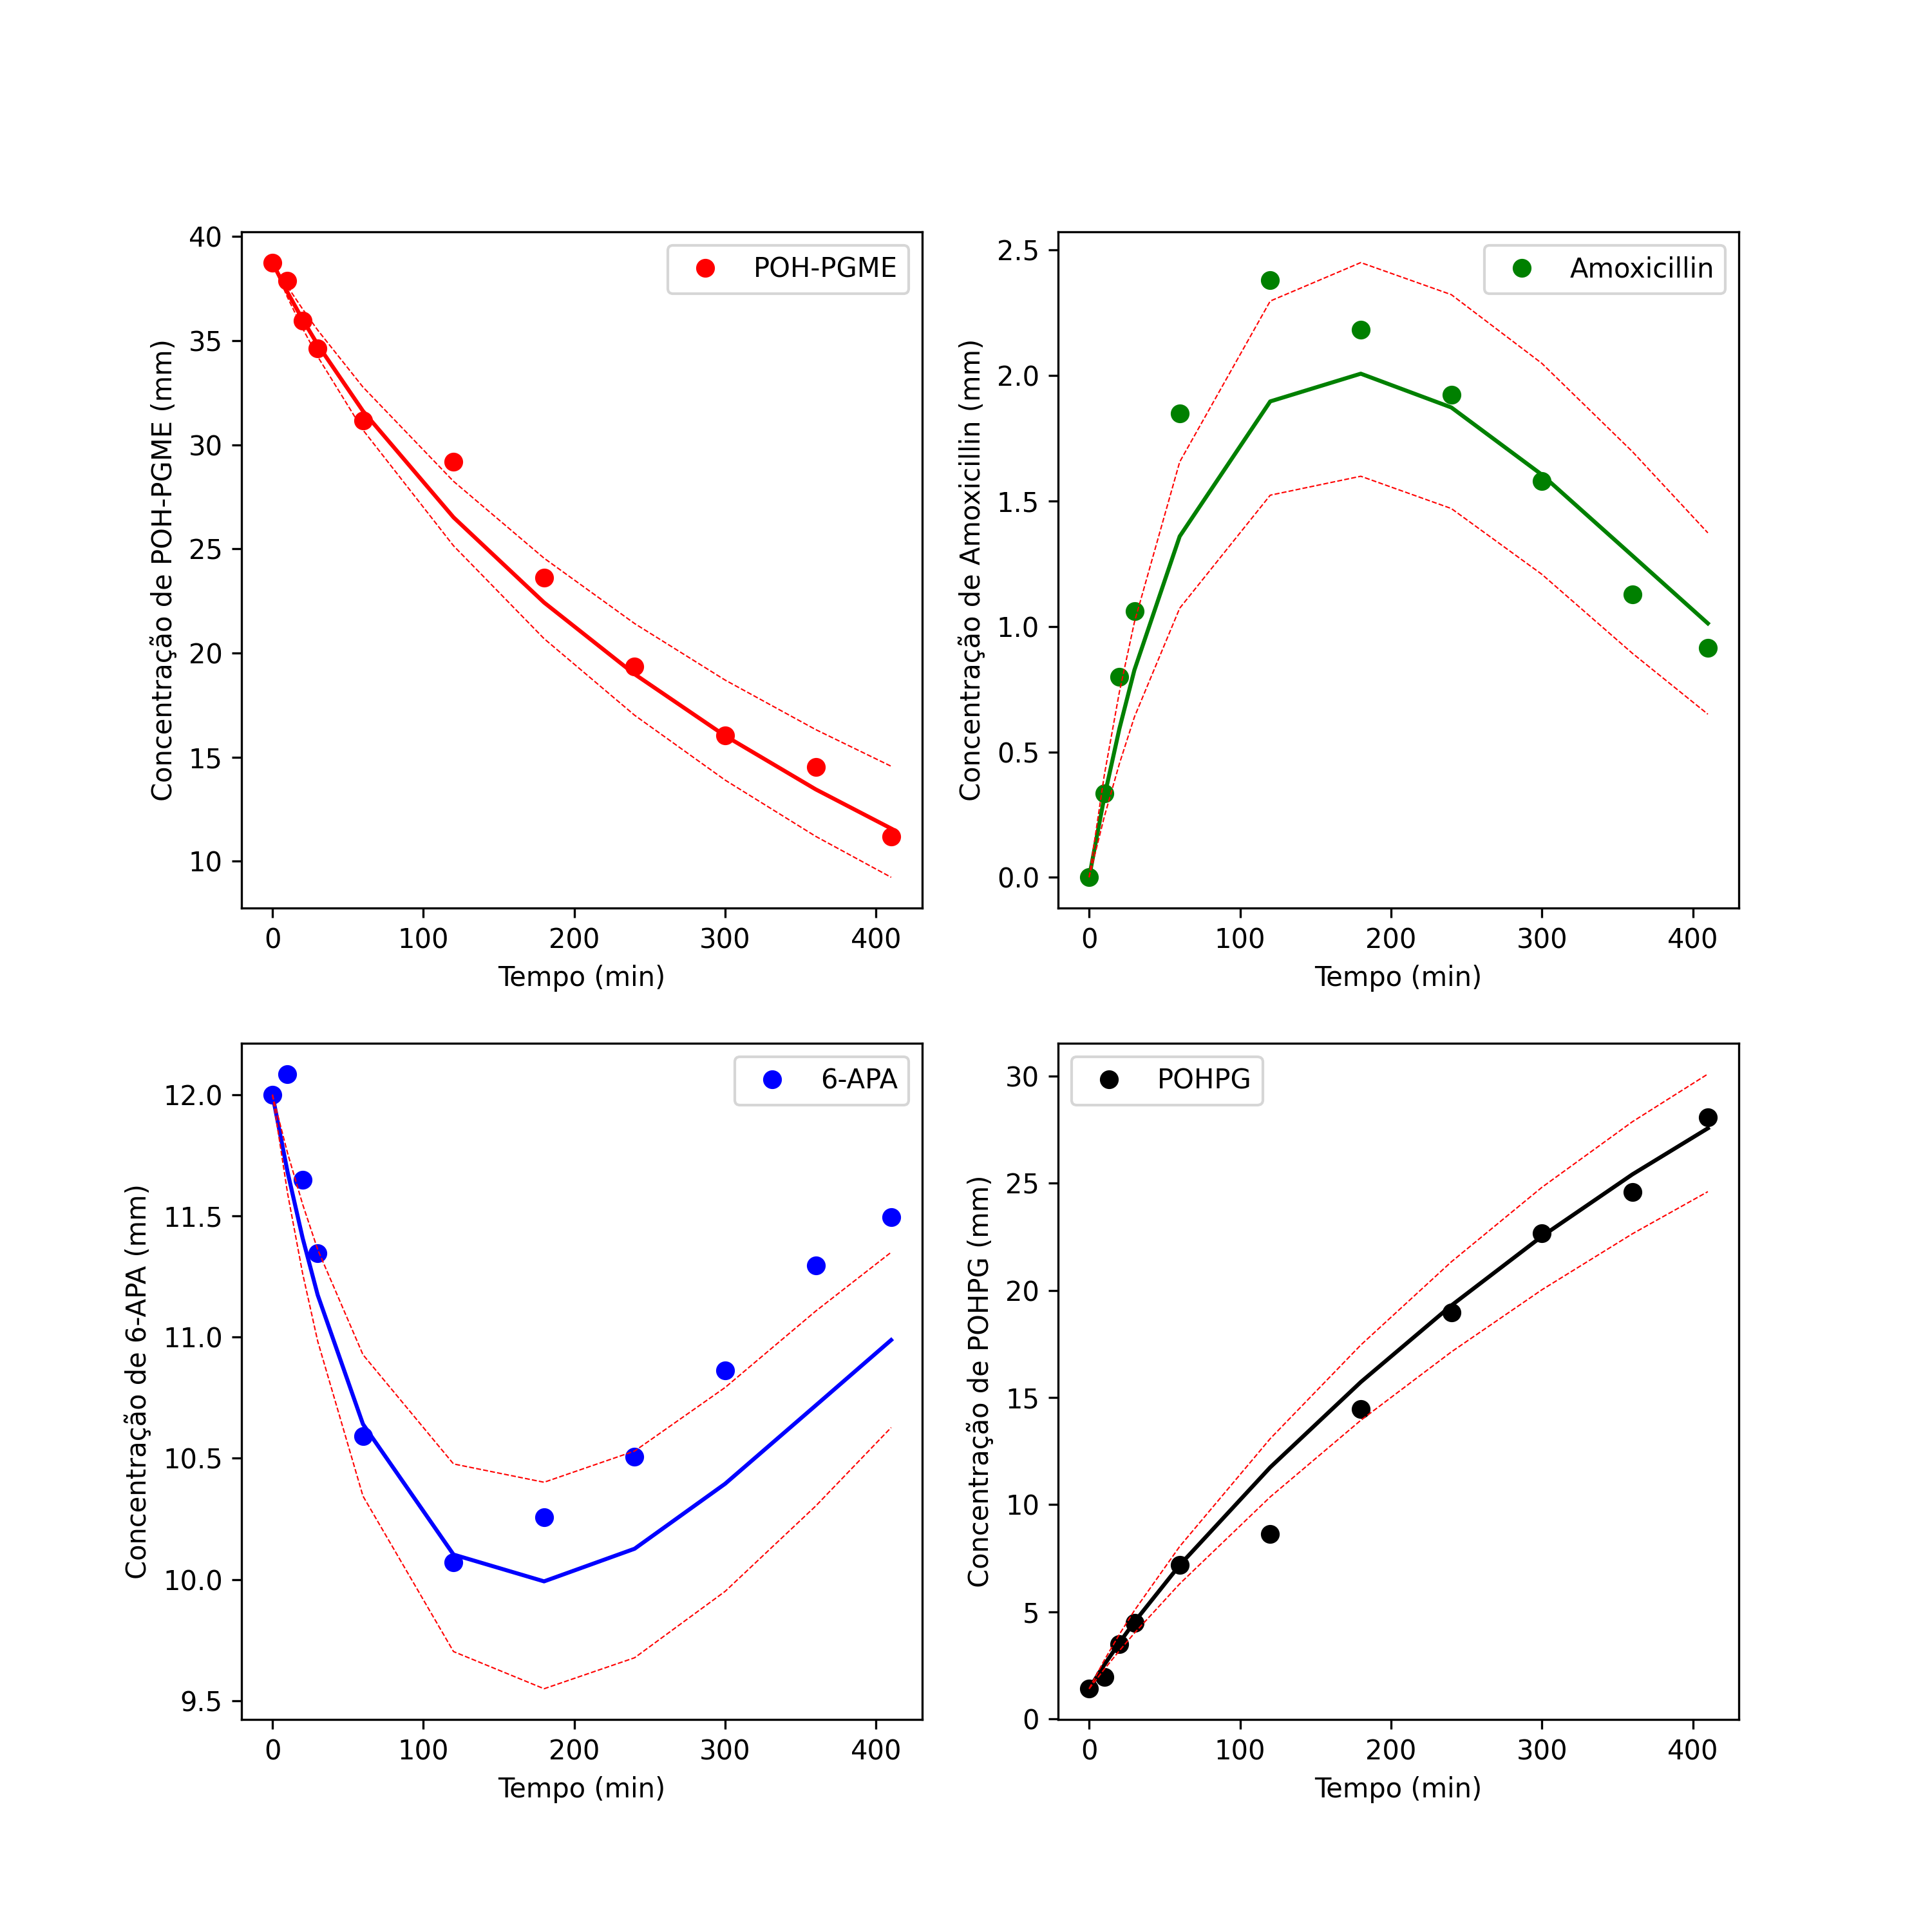 POH-PGME
Concentração de POH-PGME (mm)
40
35
30
25
20
15
10
0 100 200 300 400
Tempo (min)
Amoxicillin
Concentração de Amoxicillin (mm)
2.5
2.0
1.5
1.0
0.5
0.0
0 100 200 300 400
Tempo (min)
6-APA
Concentração de 6-APA (mm)
12.0
11.5
11.0
10.5
10.0
9.5
0 100 200 300 400
Tempo (min)
POHPG
Concentração de POHPG (mm)
30
25
20
15
10
5
0
0 100 200 300 400
Tempo (min)